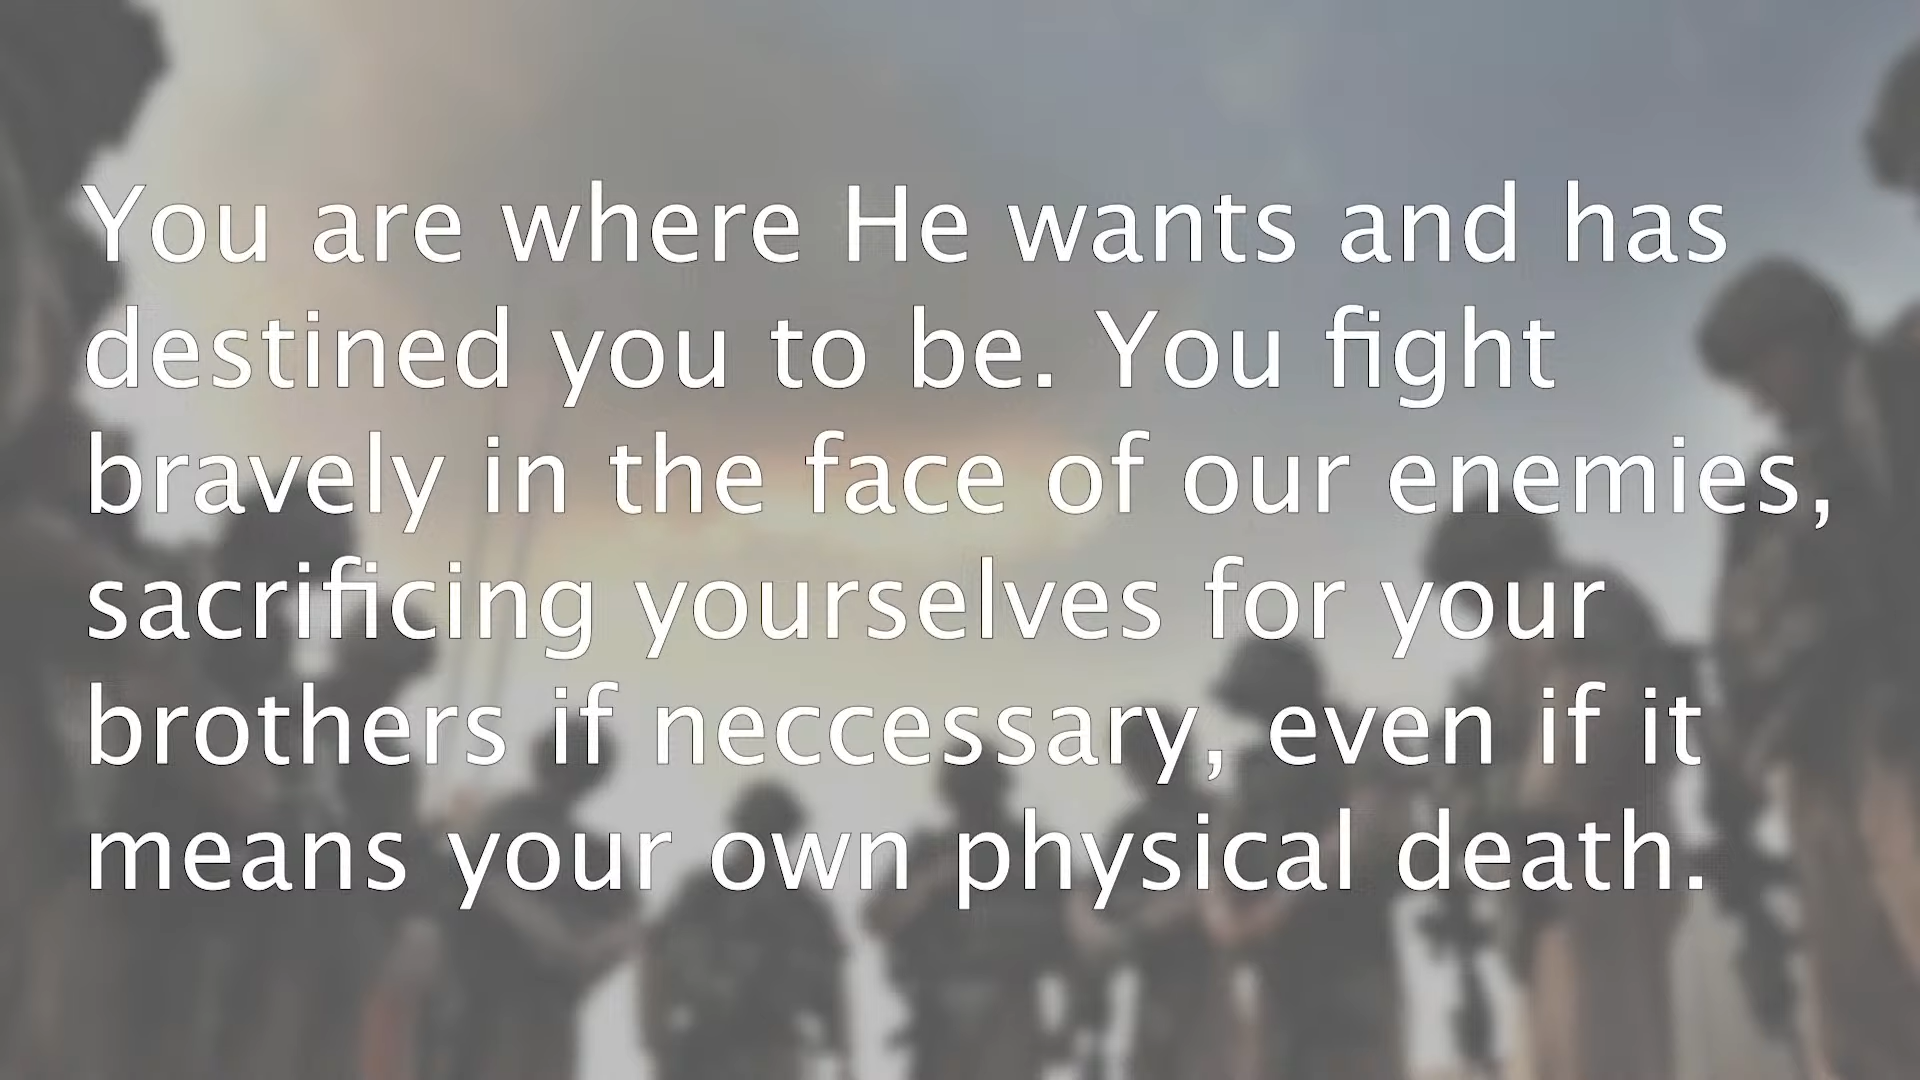 You are where He wants and has
destined you to be. You fight
bravely in the face of our enemies,
sacrificing yourselves for your
brothers if neccessary, even if it
means your own physical death.